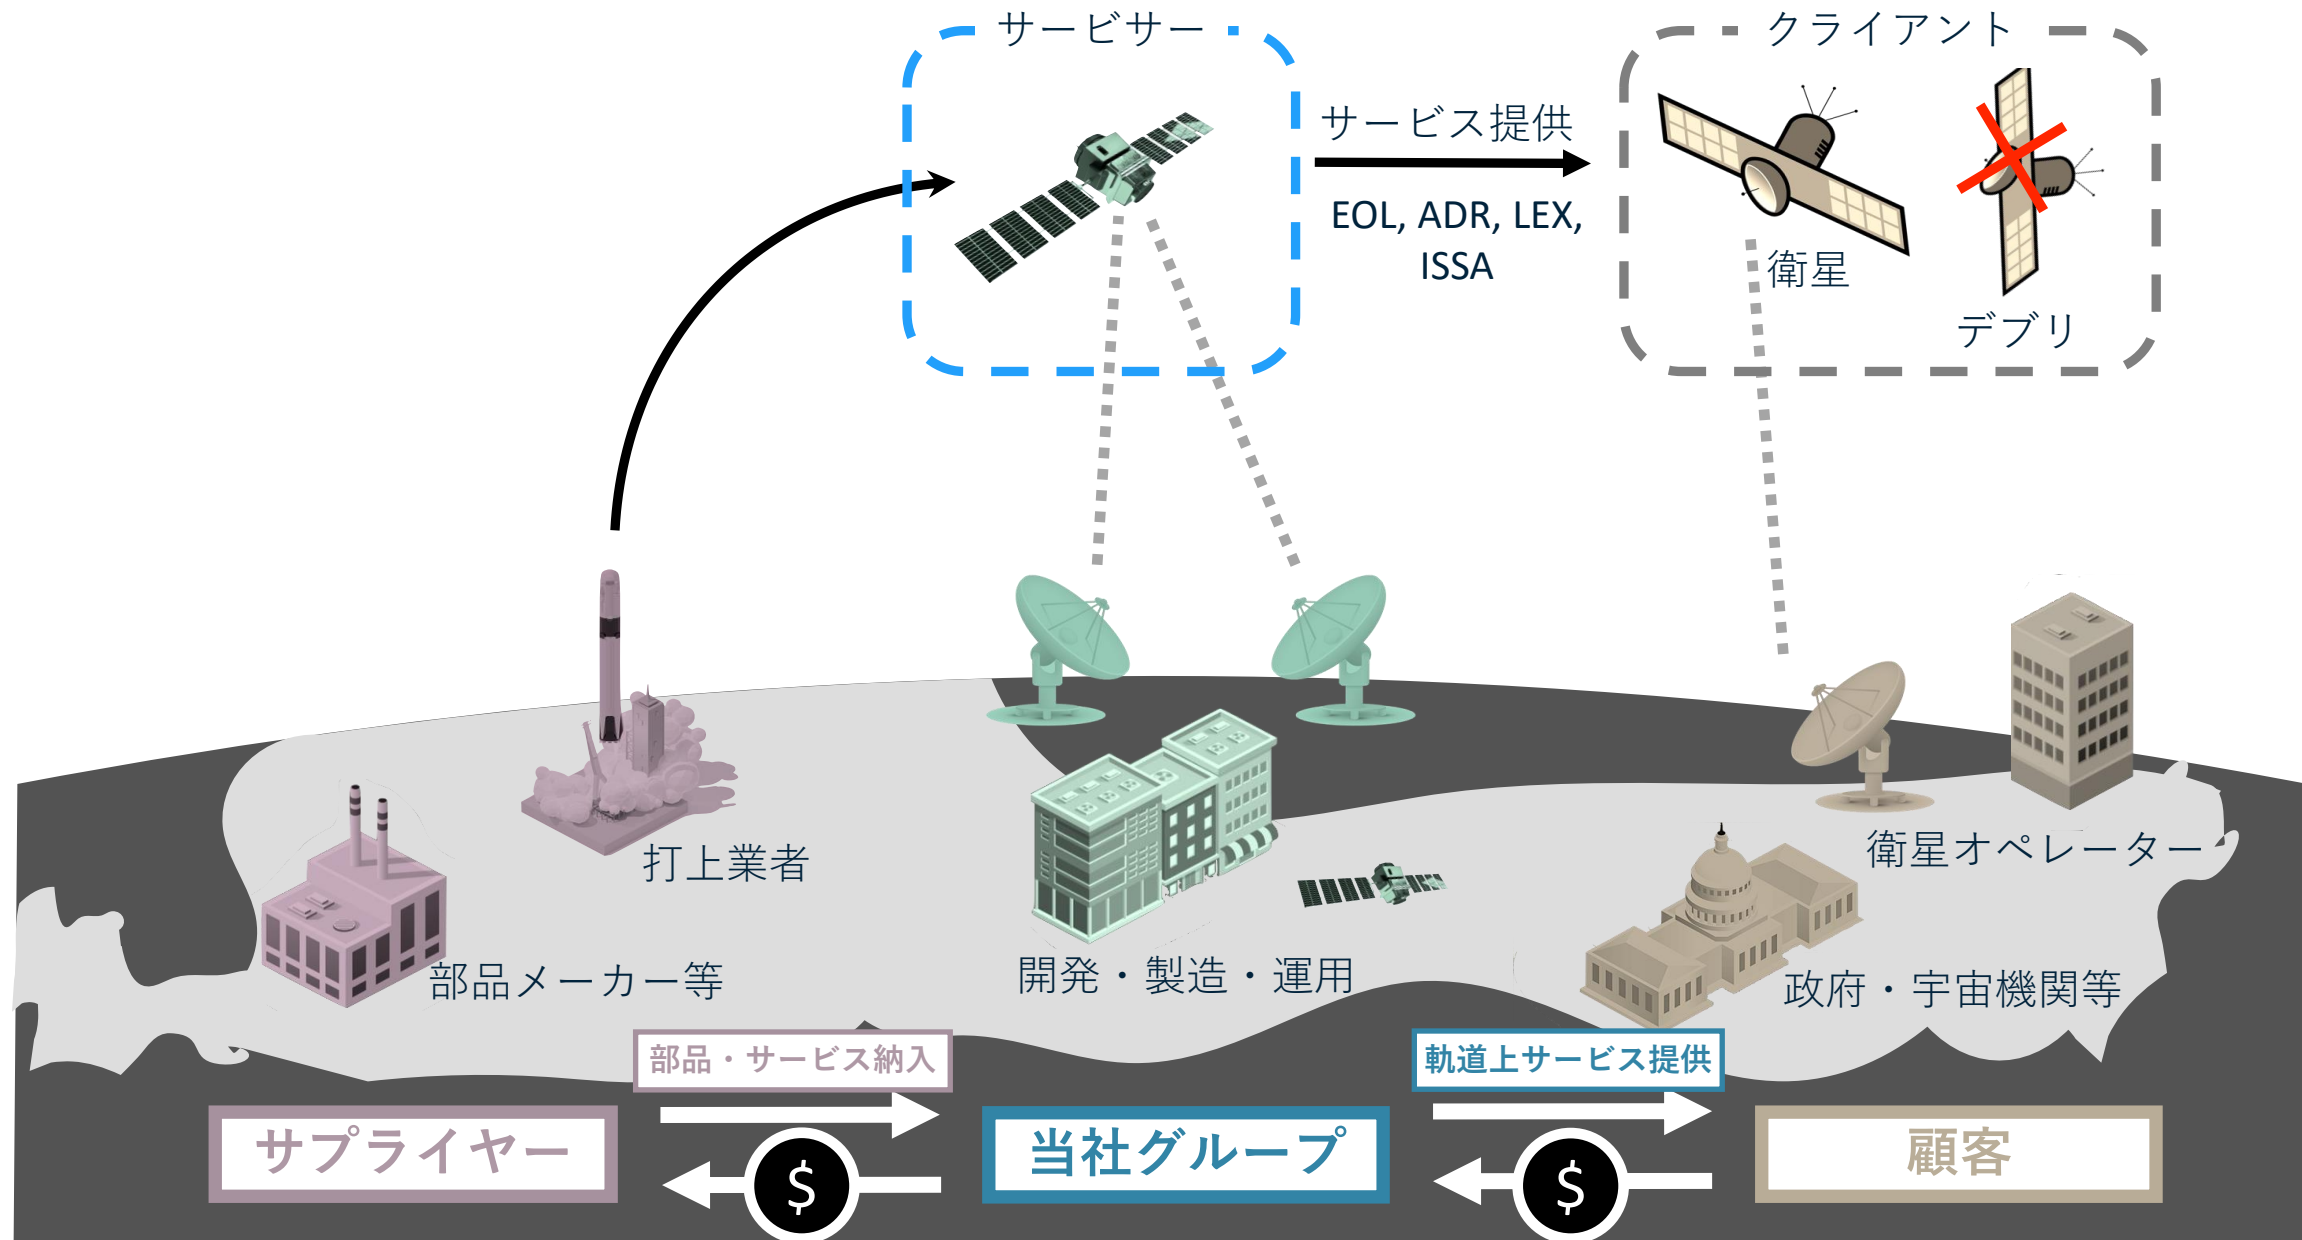 サービサー
クライアント
サービス提供
EOL, ADR, LEX,
ISSA
衛星
デブリ
打上業者
衛星オペレーター
部品メーカー等
開発・製造・運用
政府・宇宙機関等
部品・サービス納入
軌道上サービス提供
サプライヤー
当社グループ
顧客
$
$